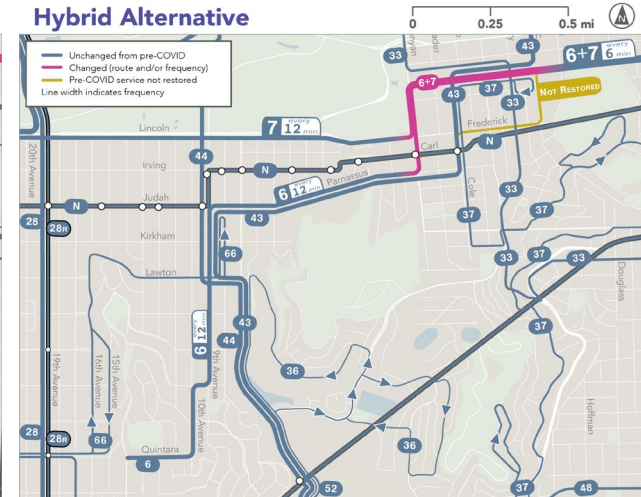 Hybrid Alternative
0 0.25 0.5 mi
Unchanged from pre-COVID
Changed (route and/or frequency)
Pre-COVID service not restored
Line width indicates frequency
33
43
6+7 every 6 min
6+7
43
37
33
NOT RESTORED
Lincoln
7 every 12 min
Frederick
N
Carl
20th Avenue
Irving
44
N
6 every 12 min
Parnassus
Cole
33
Judah
N
43
37
37
28
28R
Kirkham
66
33
37
33
Lawton
Douglass
6 12 min
43
44
37
19th Avenue
16th Avenue
15th Avenue
9th Avenue
10th Avenue
36
Hoffman
28
28R
66
Quintara
6
36
52
37
48